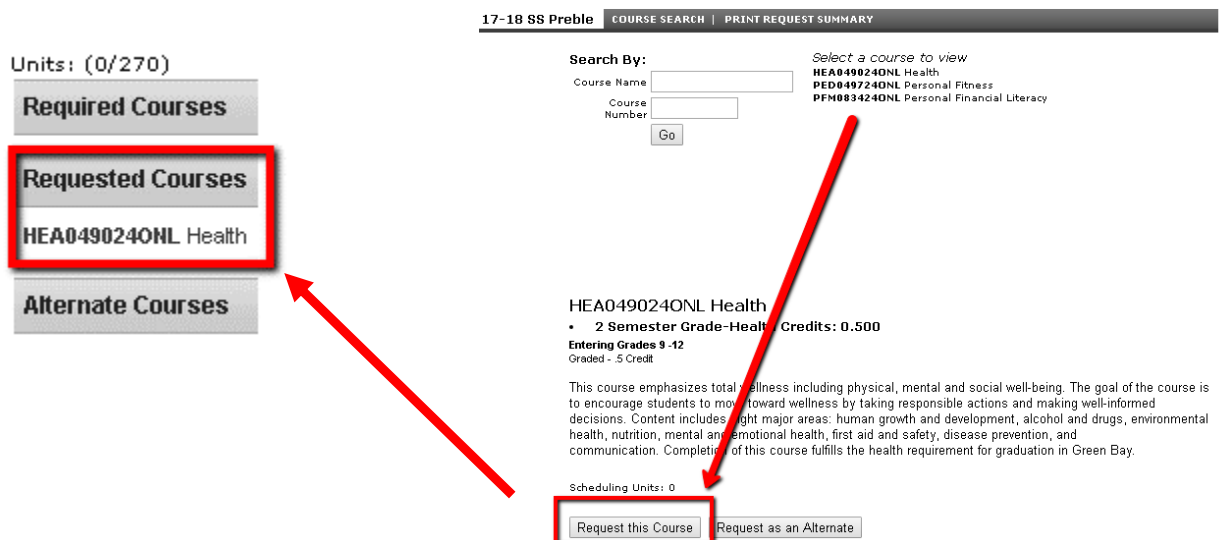 17-18 SS Preble COURSE SEARCH | PRINT REQUEST SUMMARY
Units: (0/270)
Required Courses
Requested Courses
HEA049024ONL Health
Alternate Courses
Search By:
Course Name
Course
Number
Go
Select a course to view
HEA049024ONL Health
PED049724ONL Personal Fitness
PFM083424ONL Personal Financial Literacy
HEA049024ONL Health
• 2 Semester Grade-Health Credits: 0.500
Entering Grades 9 -12
Graded - .5 Credit
This course emphasizes total wellness including physical, mental and social well-being. The goal of the course is
to encourage students to move toward wellness by taking responsible actions and making well-informed
decisions. Content includes eight major areas: human growth and development, alcohol and drugs, environmental
health, nutrition, mental and emotional health, first aid and safety, disease prevention, and
communication. Completion of this course fulfills the health requirement for graduation in Green Bay.
Scheduling Units: 0
Request this Course Request as an Alternate